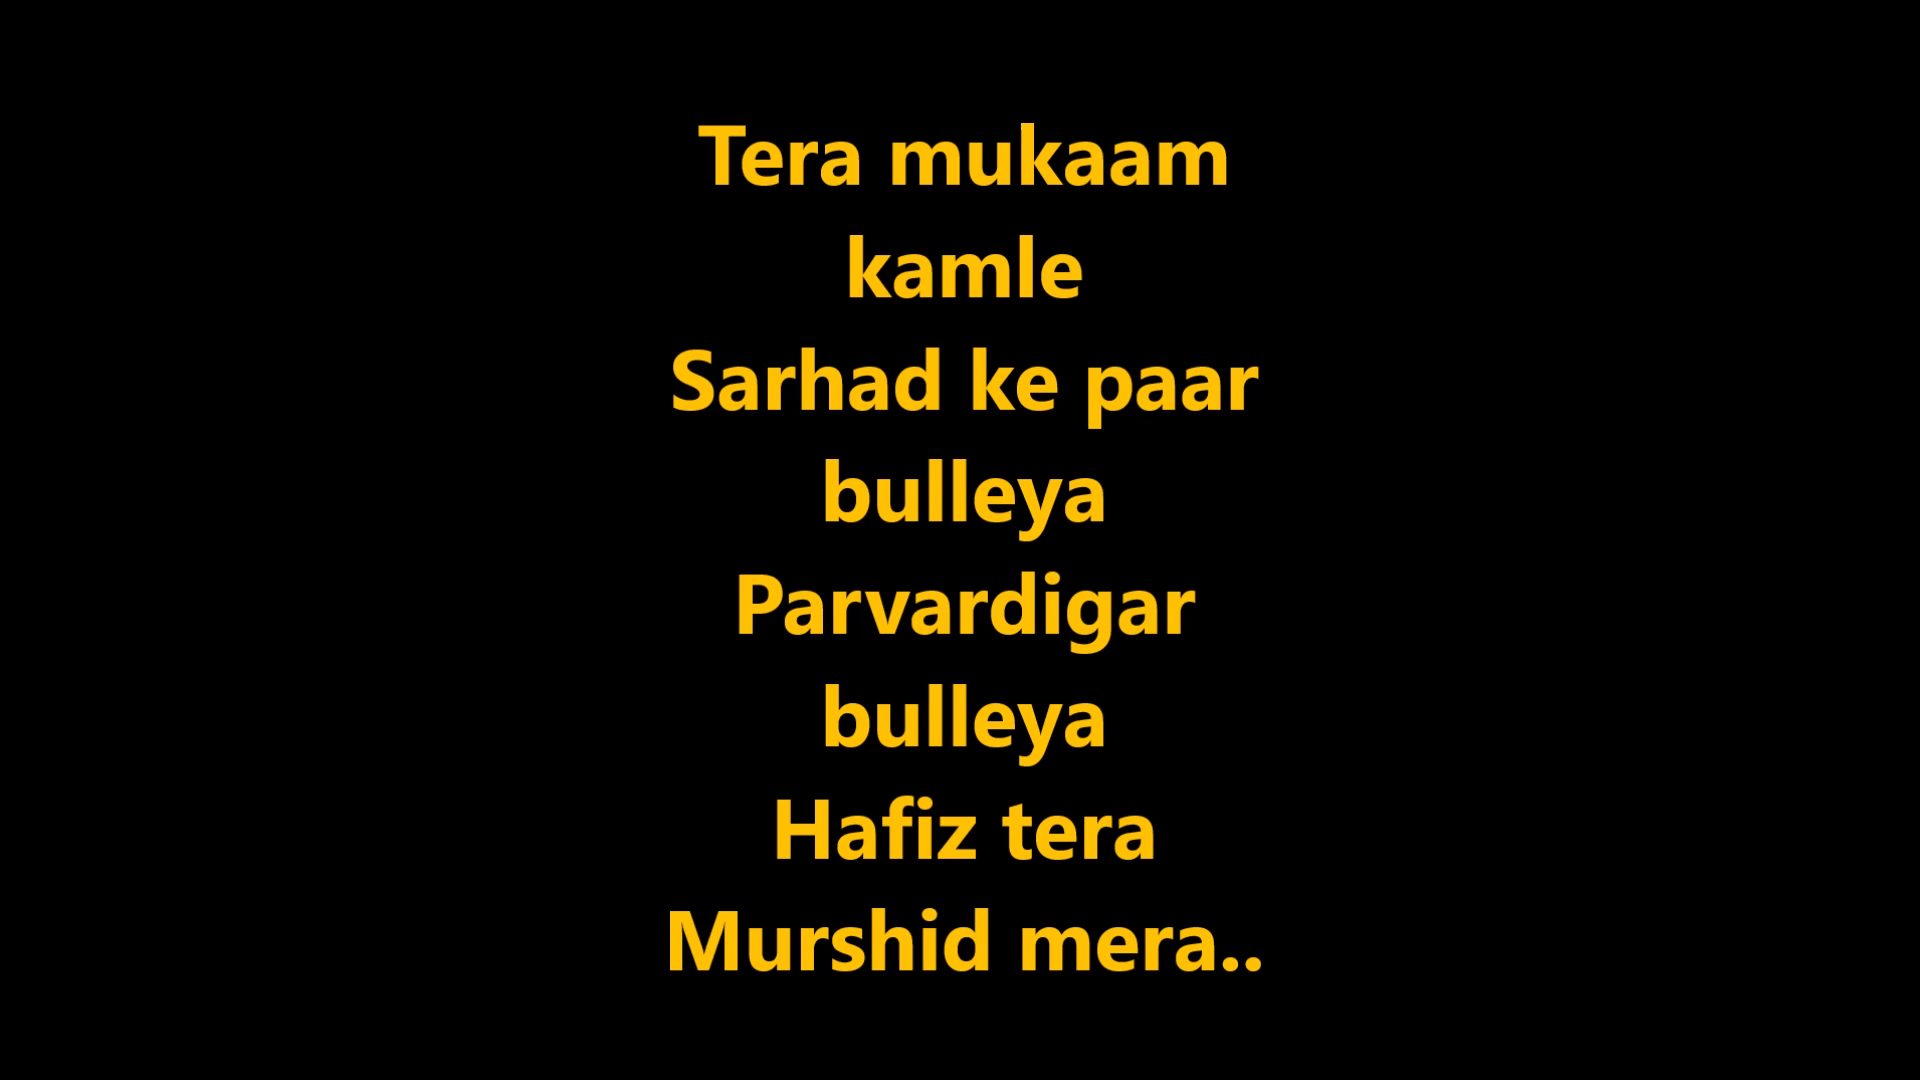 Tera mukaam
kamle
Sarhad ke paar
bulleya
Parvardigar
bulleya
Hafiz tera
Murshid mera..